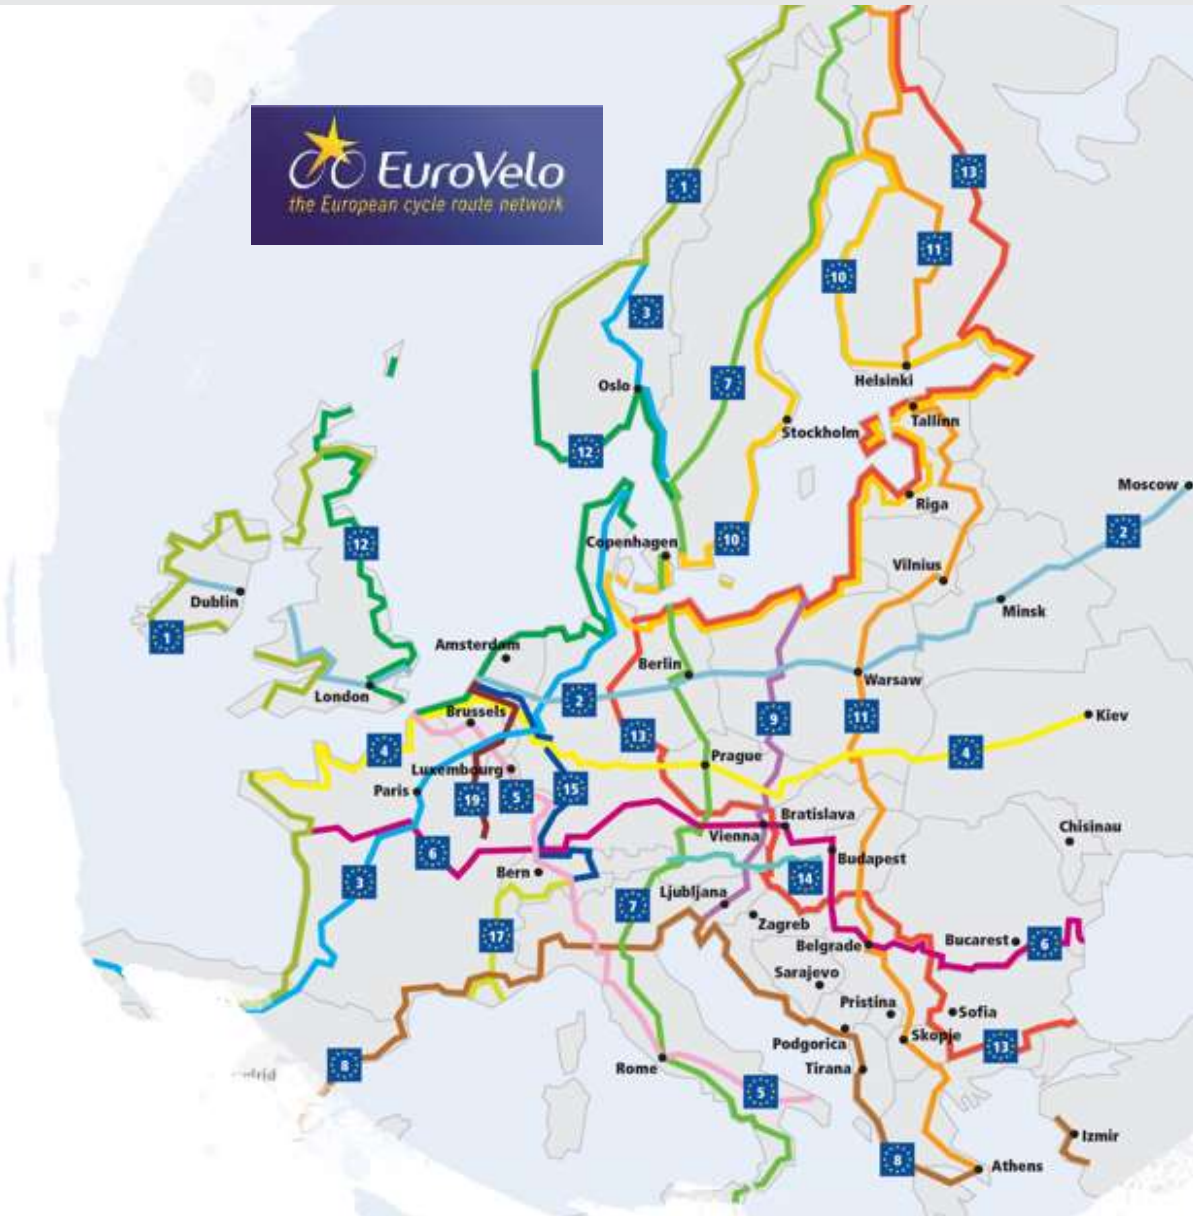 EuroVelo
the European cycle route network
1
13
11
10
3
7
Oslo
Helsinki
Stockholm
Tallinn
12
Moscow
Riga
2
10
12
Copenhagen
Vilnius
Dublin
Minsk
1
Amsterdam
Berlin
Warsaw
London
2
Brussels
9
11
Kiev
13
4
4
Prague
Luxembourg
15
Paris
19
5
Bratislava
Vienna
Chisinau
6
Budapest
Bern
3
14
7
Ljubljana
17
Zagreb
Belgrade
Bucarest
6
Sarajevo
Pristina
Sofia
Podgorica
Skopje
13
8
Rome
Tirana
5
Izmir
8
Athens